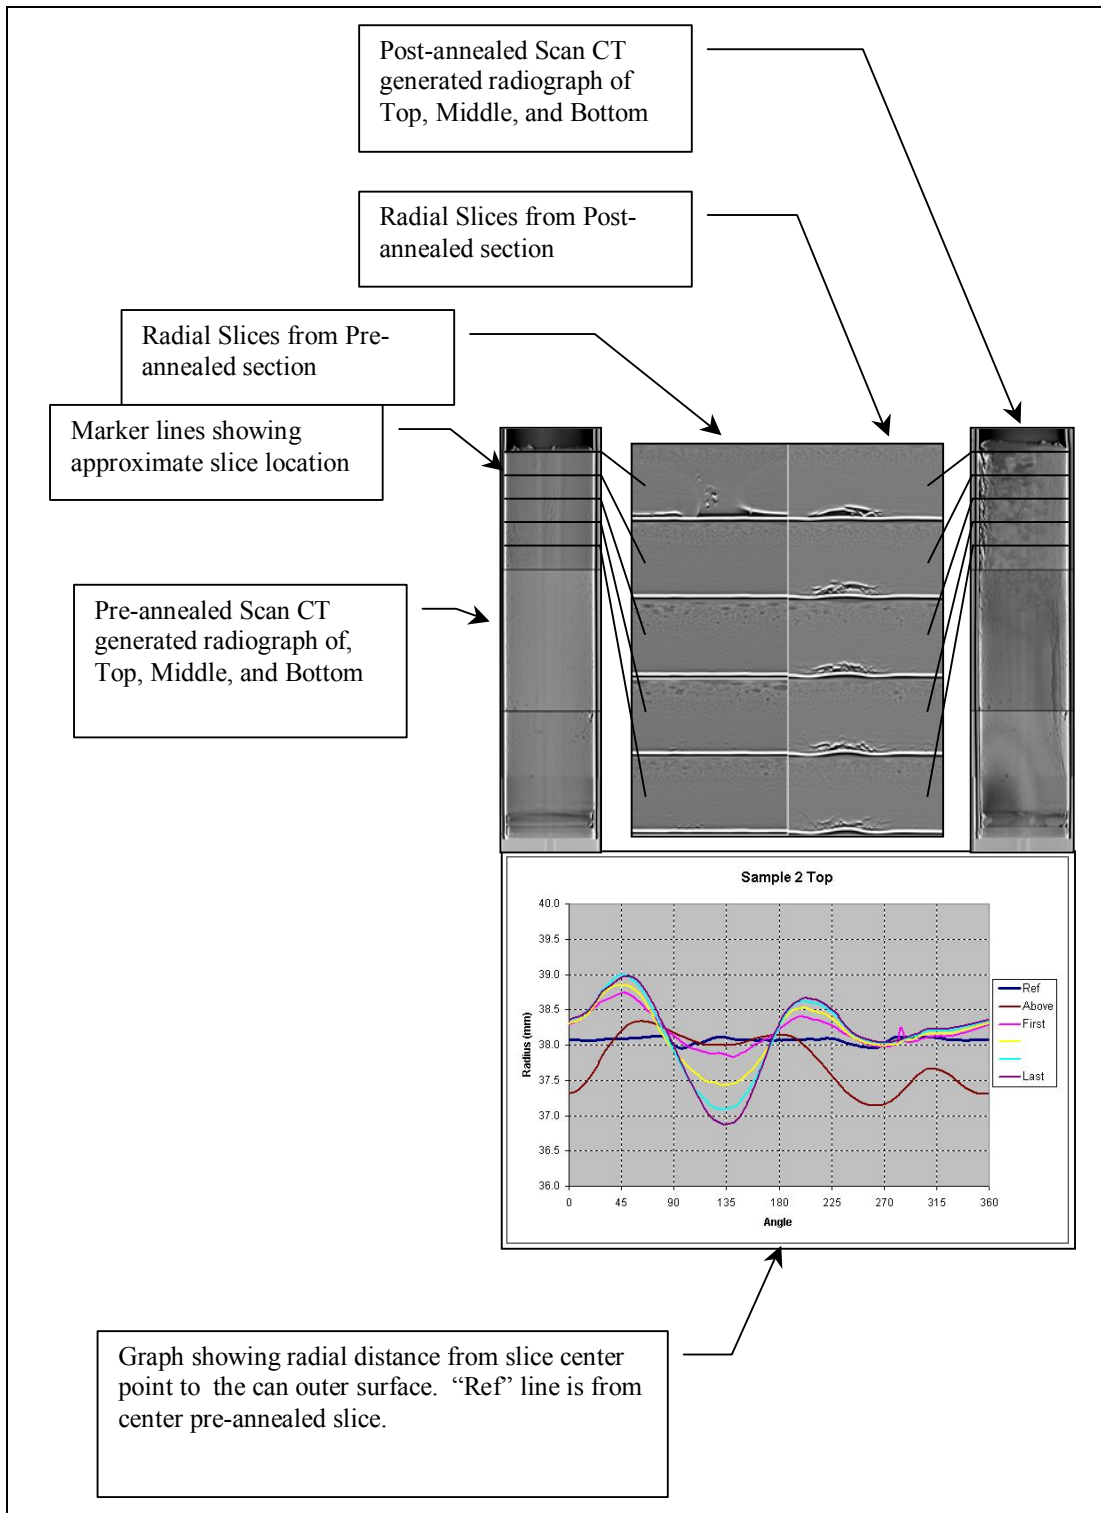 Post-annealed Scan CT
generated radiograph of
Top, Middle, and Bottom
Radial Slices from Post-
annealed section
Radial Slices from Pre-
annealed section
Marker lines showing
approximate slice location
Pre-annealed Scan CT
generated radiograph of,
Top, Middle, and Bottom
Sample 2 Top
40.0
39.5
39.0
38.5
38.0
37.5
37.0
36.5
36.0
Radius (mm)
0 45 90 135 180 225 270 315 360
Angle
Ref
Above
First
Last
Graph showing radial distance from slice center
point to the can outer surface. “Ref” line is from
center pre-annealed slice.